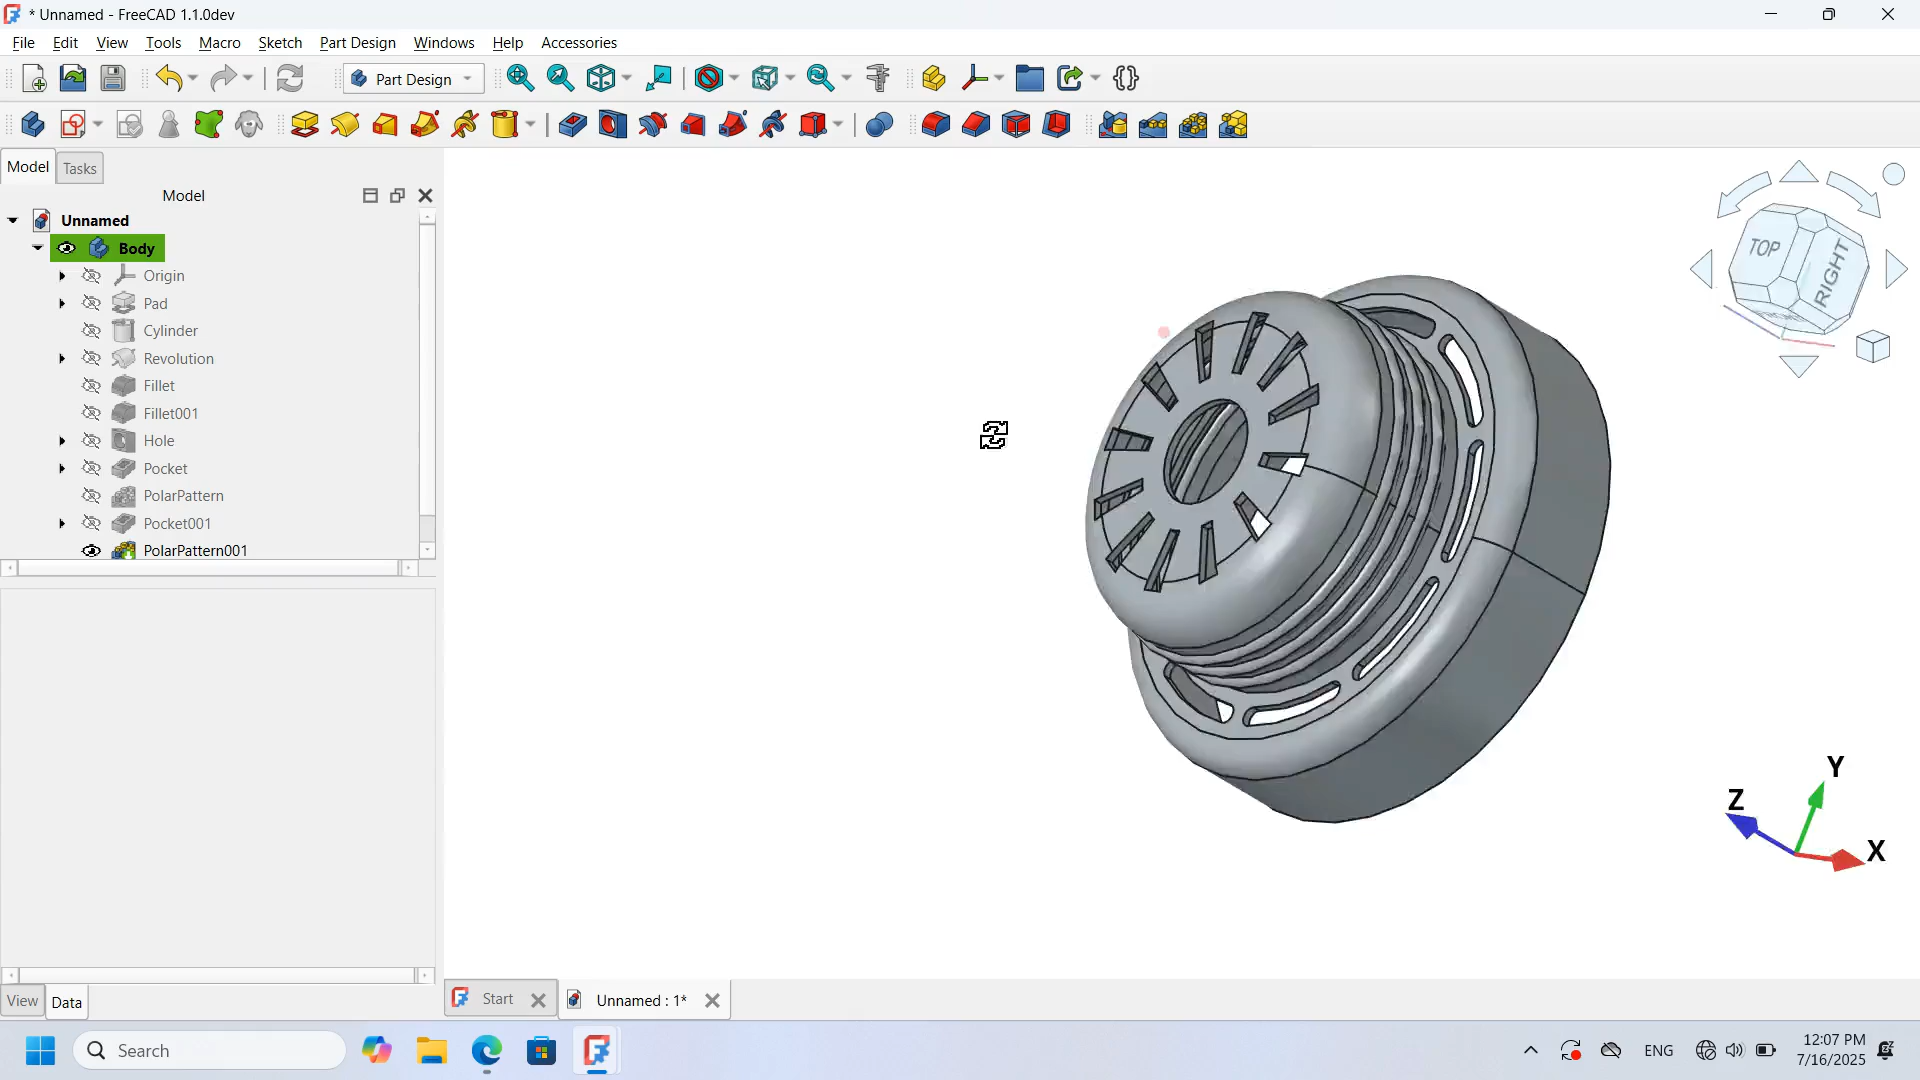 * Unnamed - FreeCAD 1.1.0dev
File Edit View Tools Macro Sketch Part Design Windows Help Accessories
Part Design
Model Tasks
Model
Unnamed
Body
Origin
Pad
Cylinder
Revolution
Fillet
Fillet001
Hole
Pocket
PolarPattern
Pocket001
PolarPattern001
TOP
RIGHT
Y
Z
X
View Data
Start
Unnamed : 1*
Search
ENG
12:07 PM
7/16/2025